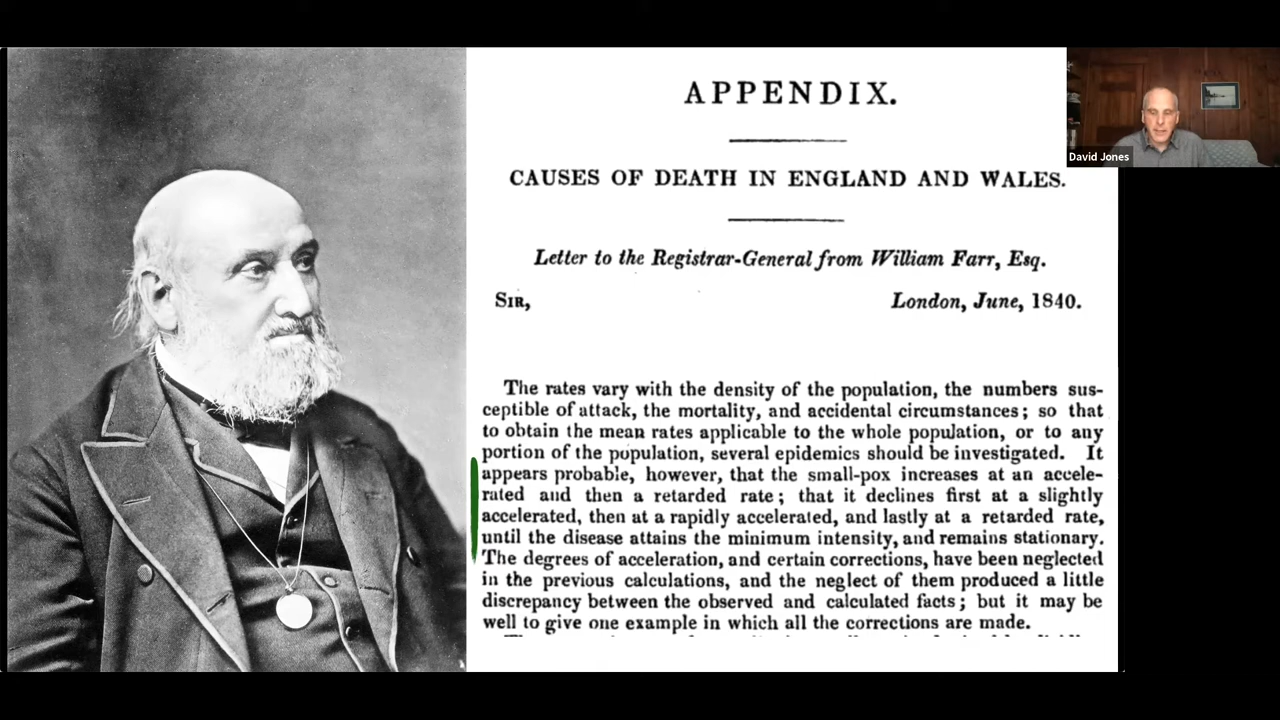 APPENDIX.
CAUSES OF DEATH IN ENGLAND AND WALES.
Letter to the Registrar-General from William Farr, Esq.
SIR, London, June, 1840.
The rates vary with the density of the population, the numbers sus-
ceptible of attack, the mortality, and accidental circumstances; so that
to obtain the mean rates applicable to the whole population, or to any
portion of the population, several epidemics should be investigated. It
appears probable, however, that the small-pox increases at an accele-
rated and then a retarded rate; that it declines first at a slightly
accelerated, then at a rapidly accelerated, and lastly at a retarded rate,
until the disease attains the minimum intensity, and remains stationary.
The degrees of acceleration, and certain corrections, have been neglected
in the previous calculations, and the neglect of them produced a little
discrepancy between the observed and calculated facts; but it may be
well to give one example in which all the corrections are made.
David Jones